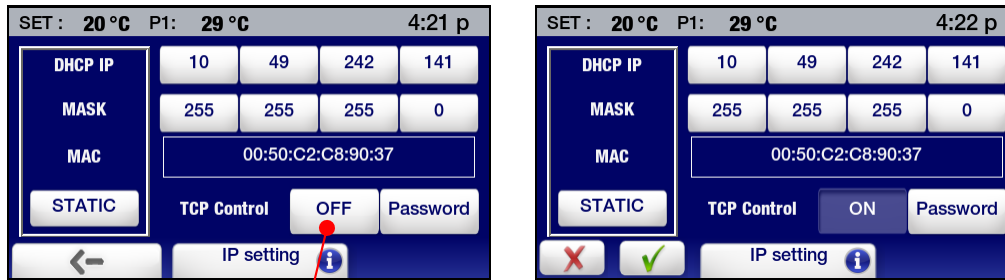 SET : 20 °C P1: 29 °C 4:21 p
DHCP IP 10 49 242 141
MASK 255 255 255 0
MAC 00:50:C2:C8:90:37
STATIC TCP Control OFF Password
IP setting i
SET : 20 °C P1: 29 °C 4:22 p
DHCP IP 10 49 242 141
MASK 255 255 255 0
MAC 00:50:C2:C8:90:37
STATIC TCP Control ON Password
IP setting i